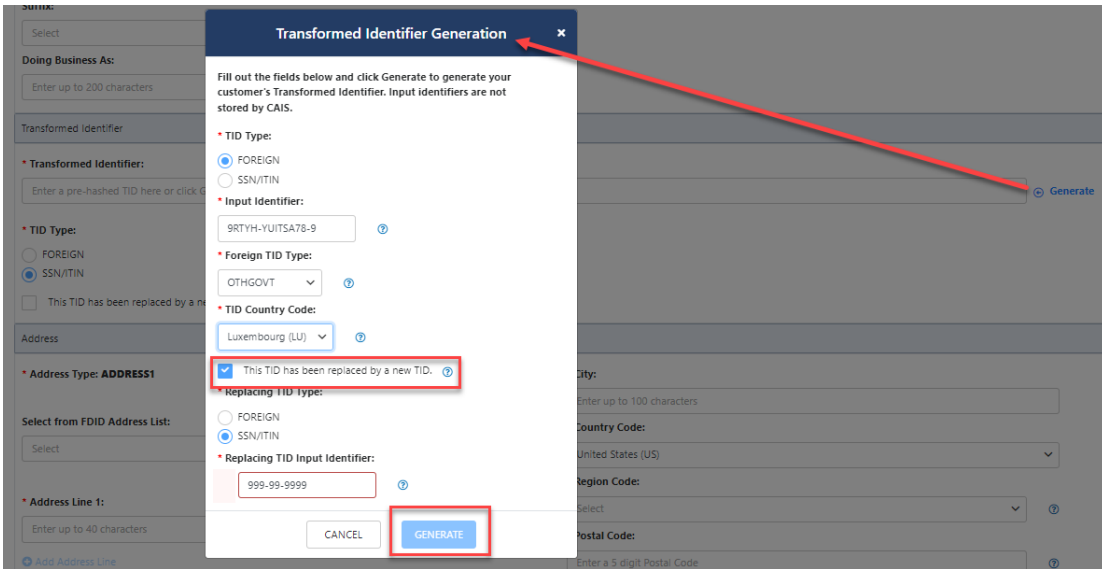 Suffix:
Select
Doing Business As:
Enter up to 200 characters
Transformed Identifier
* Transformed Identifier:
Enter a pre-hashed TID here or click G
Generate
* TID Type:
FOREIGN
SSN/ITIN
This TID has been replaced by a ne
Address
* Address Type: ADDRESS1
Select from FDID Address List:
Select
* Address Line 1:
Enter up to 40 characters
Add Address Line
Transformed Identifier Generation ×
Fill out the fields below and click Generate to generate your
customer's Transformed Identifier. Input identifiers are not
stored by CAIS.
* TID Type:
FOREIGN
SSN/ITIN
* Input Identifier:
9RTYH-YUITSA78-9
* Foreign TID Type:
OTHGOVT
* TID Country Code:
Luxembourg (LU)
This TID has been replaced by a new TID.
* Replacing TID Type:
FOREIGN
SSN/ITIN
* Replacing TID Input Identifier:
999-99-9999
CANCEL GENERATE
City:
Enter up to 100 characters
Country Code:
United States (US)
Region Code:
Select
Postal Code:
Enter a 5 digit Postal Code